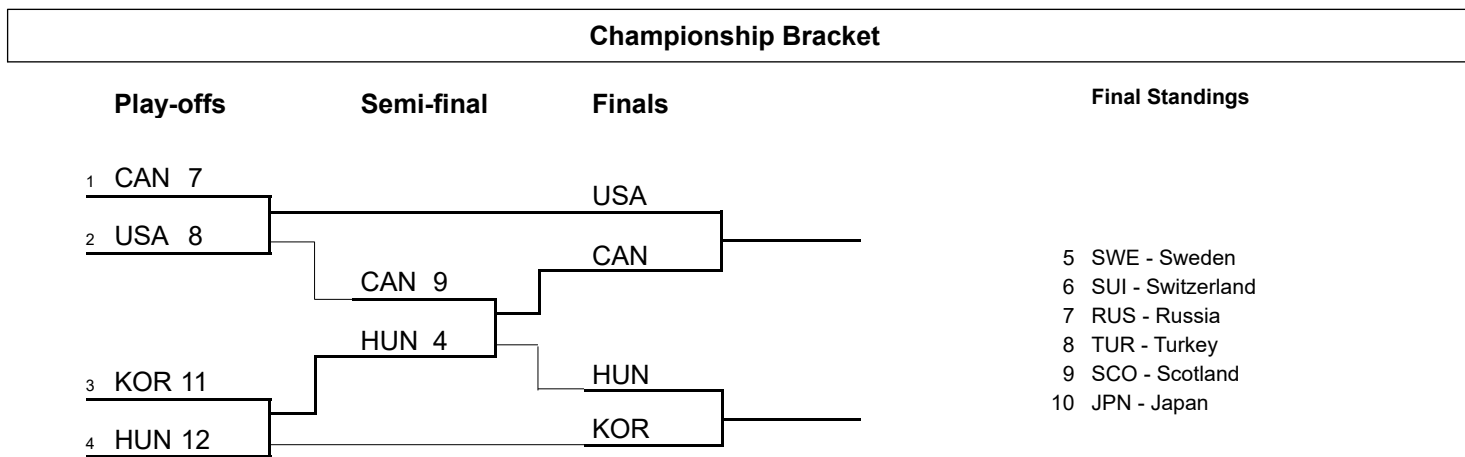 Championship Bracket
Play-offs Semi-final Finals Final Standings
1 CAN 7
USA
2 USA 8
CAN
5 SWE - Sweden
CAN 9
6 SUI - Switzerland
7 RUS - Russia
HUN 4
8 TUR - Turkey
3 KOR 11
HUN
9 SCO - Scotland
10 JPN - Japan
4 HUN 12
KOR